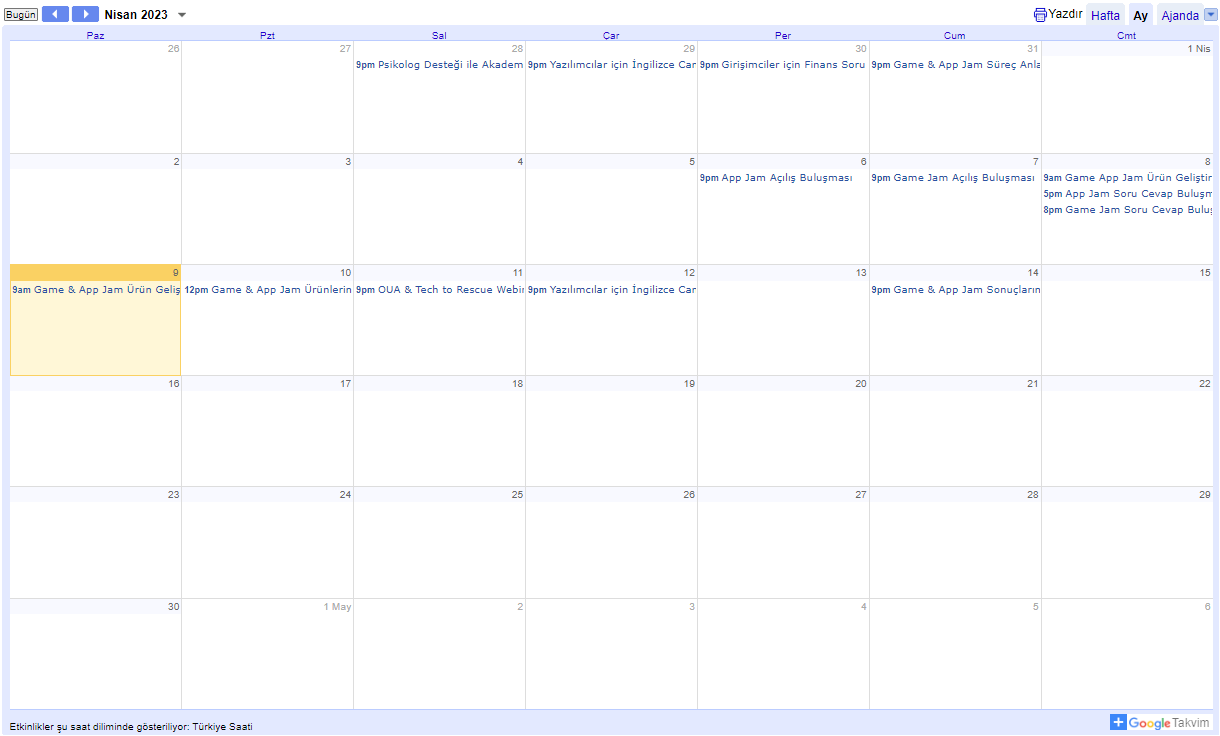 Bugün Nisan 2023 Yazdır Hafta Ay Ajanda
Paz Pzt Sal Çar Per Cum Cmt
26 27 28 29 30 31 1 Nis
9pm Psikolog Desteği ile Akadem 9pm Yazılımcılar için İngilizce Car 9pm Girişimciler için Finans Soru 9pm Game & App Jam Süreç Anla
2 3 4 5 6 7 8
9pm App Jam Açılış Buluşması 9pm Game Jam Açılış Buluşması 9am Game App Jam Ürün Geliştir
5pm App Jam Soru Cevap Buluşm
8pm Game Jam Soru Cevap Buluş
9 10 11 12 13 14 15
9am Game & App Jam Ürün Geliş 12pm Game & App Jam Ürünlerin 9pm OUA & Tech to Rescue Webir 9pm Yazılımcılar için İngilizce Car 9pm Game & App Jam Sonuçların
16 17 18 19 20 21 22
23 24 25 26 27 28 29
30 1 May 2 3 4 5 6
Etkinlikler şu saat diliminde gösteriliyor: Türkiye Saati
Google Takvim